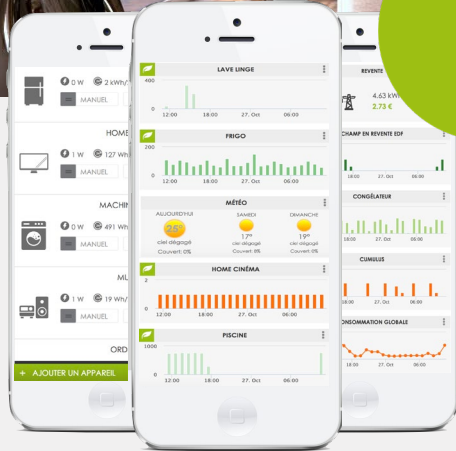 0 W 2 kWh/
MANUEL
HOME
1 W 127 Wh
MANUEL
MACHIN
0 W 491 Wh
MANUEL
ML
1 W 19 Wh/
MANUEL
ORD
+ AJOUTER UN APPAREIL
LAVE LINGE
400
0
12:00 18:00 27. Oct 06:00
FRIGO
200
0
12:00 18:00 27. Oct 06:00
MÉTÉO
AUJOURD'HUI SAMEDI DIMANCHE
25° 17° 19°
ciel dégagé ciel dégagé ciel dégagé
Couvert: 0% Couvert: 8% Couvert: 0%
HOME CINÉMA
2
0
12:00 18:00 27. Oct 06:00
PISCINE
1000
0
12:00 18:00 27. Oct 06:00
REVENTE
4.63 kW
2.73 €
CHAMP EN REVENTE EDF
18:00 27. Oct 06:00
CONGÉLATEUR
18:00 27. Oct 06:00
CUMULUS
18:00 27. Oct 06:00
ONSOMMATION GLOBALE
18:00 27. Oct 06:00